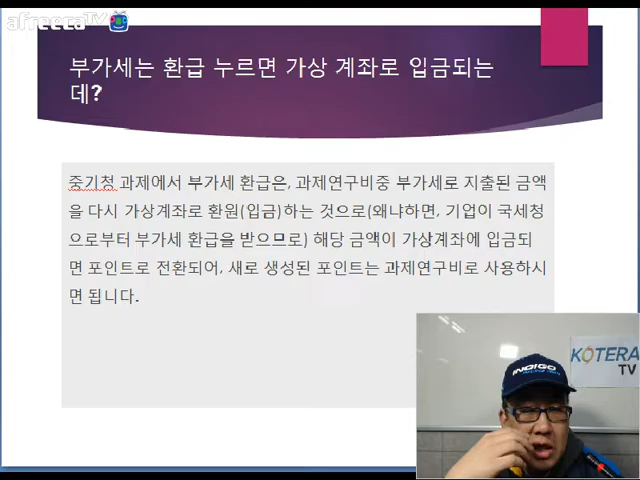 afreecaTV
부가세는 환급 누르면 가상 계좌로 입금되는
데?
중기청 과제에서 부가세 환급은, 과제연구비중 부가세로 지출된 금액
을 다시 가상계좌로 환원(입금)하는 것으로(왜냐하면, 기업이 국세청
으로부터 부가세 환급을 받으므로) 해당 금액이 가상계좌에 입금되
면 포인트로 전환되어, 새로 생성된 포인트는 과제연구비로 사용하시
면 됩니다.
KOTERA
TV
INDIGO